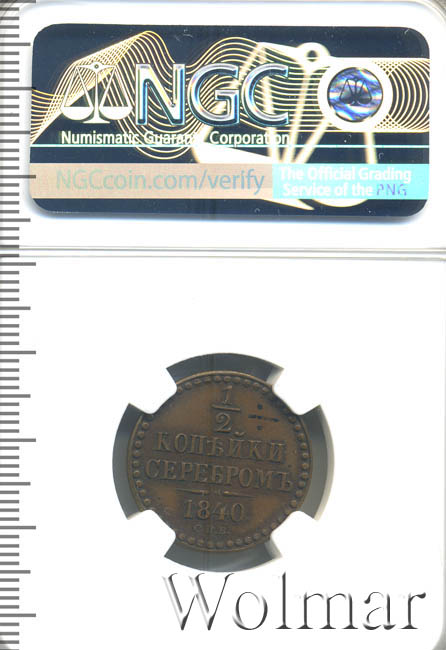 NGC
Numismatic Guaranty Corporation
NGCcoin.com/verify
The Official Grading
Service of the PNG
1/2
КОПѢЙКИ
СЕРЕБРОМЪ
1840
Wolmar